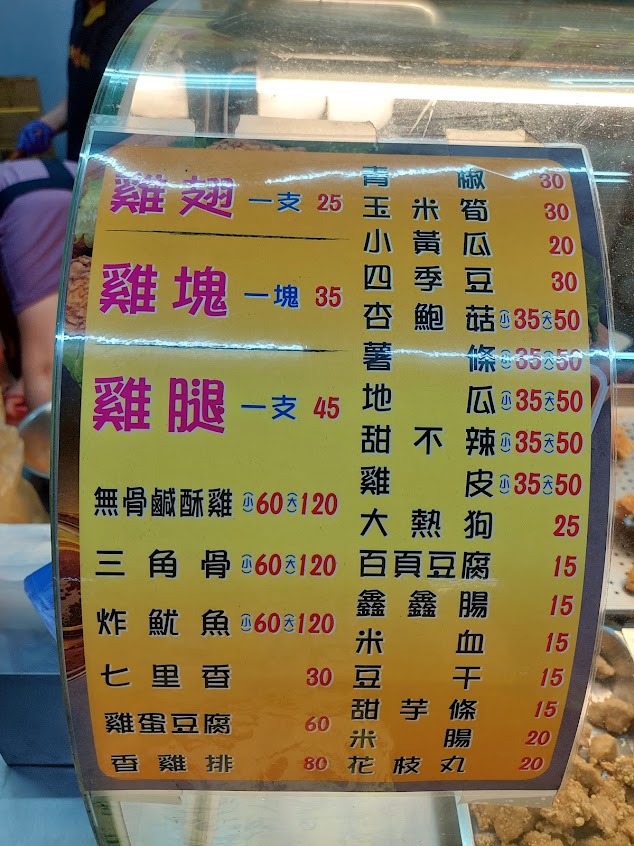 雞翅 一支 25
雞塊 一塊 35
雞腿 一支 45
無骨鹹酥雞 小60大120
三角骨 小60大120
炸魷魚 小60大120
七里香 30
雞蛋豆腐 60
香雞排 80
青椒 30
玉米筍 30
小黃瓜 20
四季豆 30
杏鮑菇 小35大50
薯條 小35大50
地瓜 小35大50
甜不辣 小35大50
雞皮 小35大50
大熱狗 25
百頁豆腐 15
鑫鑫腸 15
米血 15
豆干 15
甜芋條 15
米腸 20
花枝丸 20